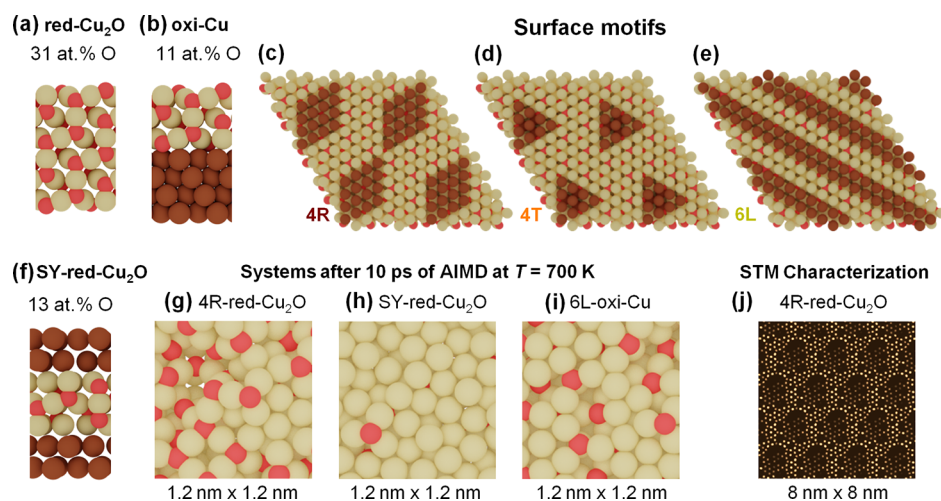 (a) red-Cu₂O
31 at.% O
(b) oxi-Cu
11 at.% O
Surface motifs
(c)
(d)
(e)
4R
4T
6L
(f) SY-red-Cu₂O
13 at.% O
Systems after 10 ps of AIMD at T = 700 K
(g) 4R-red-Cu₂O
1.2 nm x 1.2 nm
(h) SY-red-Cu₂O
1.2 nm x 1.2 nm
(i) 6L-oxi-Cu
1.2 nm x 1.2 nm
STM Characterization
(j) 4R-red-Cu₂O
8 nm x 8 nm